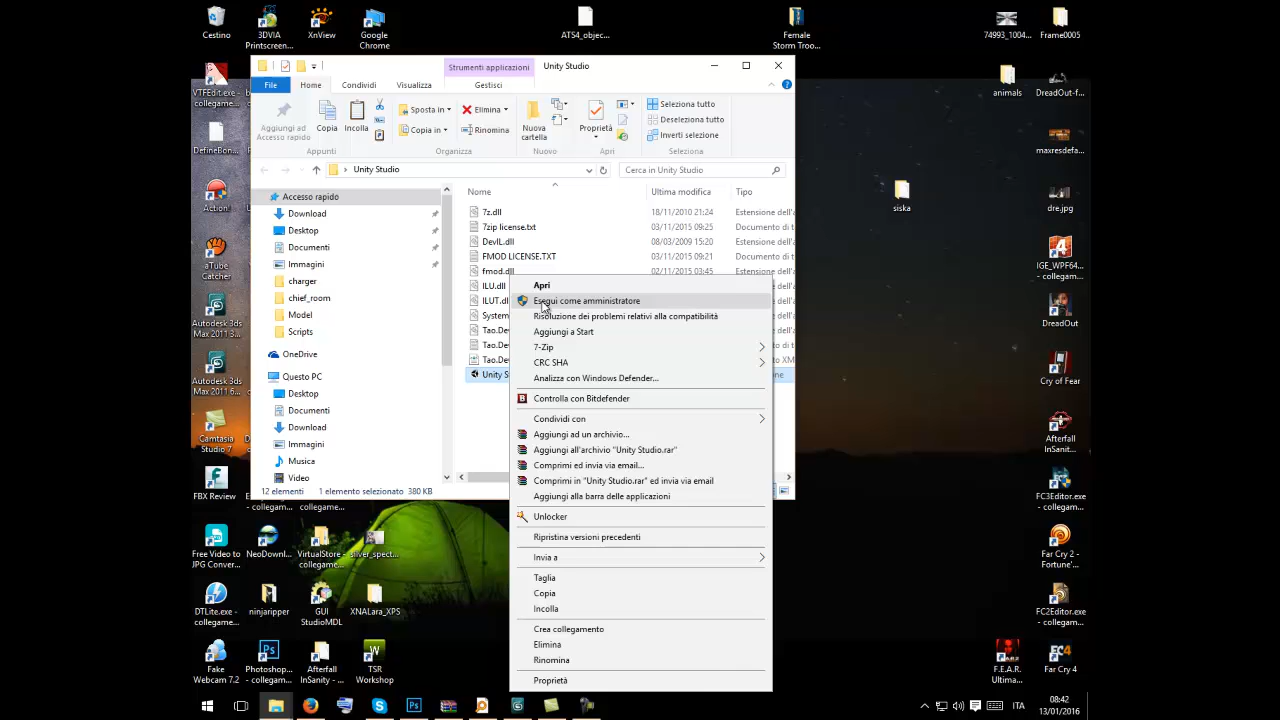 Cestino
3DVIA
Printscreen...
XnView
Google
Chrome
ATS4_objec...
Female
Storm Troo...
74993_1004...
Frame0005
Strumenti applicazioni
Unity Studio
File
Home
Condividi
Visualizza
Gestisci
Aggiungi ad
Accesso rapido
Copia
Incolla
Sposta in
Copia in
Elimina
Rinomina
Nuova
cartella
Proprietà
Seleziona tutto
Deseleziona tutto
Inverti selezione
Appunti
Organizza
Nuovo
Apri
Seleziona
Unity Studio
Cerca in Unity Studio
Accesso rapido
Download
Desktop
Documenti
Immagini
charger
chief_room
Model
Scripts
OneDrive
Questo PC
Desktop
Documenti
Download
Immagini
Musica
Video
12 elementi
1 elemento selezionato 380 KB
Nome
Ultima modifica
Tipo
7z.dll
18/11/2010 21:24
Estensione dell'a
7zip license.txt
03/11/2015 09:25
Documento di t
DevIL.dll
08/03/2009 15:20
Estensione dell'a
FMOD LICENSE.TXT
03/11/2015 09:21
Documento di t
fmod.dll
02/11/2015 03:45
Estensione dell'a
ILU.dll
ILUT.dll
System
Tao.De
Tao.De
Tao.De
Unity S
Apri
Esegui come amministratore
Risoluzione dei problemi relativi alla compatibilità
Aggiungi a Start
7-Zip
CRC SHA
Analizza con Windows Defender...
Controlla con Bitdefender
Condividi con
Aggiungi ad un archivio...
Aggiungi all'archivio "Unity Studio.rar"
Comprimi ed invia via email...
Comprimi in "Unity Studio.rar" ed invia via email
Aggiungi alla barra delle applicazioni
Unlocker
Ripristina versioni precedenti
Invia a
Taglia
Copia
Incolla
Crea collegamento
Elimina
Rinomina
Proprietà
VTFEdit.exe -
collegame...
DefineBon...
Action!
aTube
Catcher
Autodesk 3ds
Max 2011 3...
Autodesk 3ds
Max 2011 6...
Camtasia
Studio 7
FBX Review
Free Video to
JPG Conver...
NeoDownl...
VirtualStore -
collegame...
silver_spect...
DTLite.exe -
collegame...
ninjaripper
GUI
StudioMDL
XNALara_XPS
Fake
Webcam 7.2
Photoshop...
collegame...
Afterfall
InSanity -...
TSR
Workshop
animals
DreadOut-f...
maxresdefa...
siska
dre.jpg
IGE_WPF64...
collegame...
DreadOut
Cry of Fear
Afterfall
InSanit...
FC3Editor.exe
- collegame...
Far Cry 2 -
Fortune'...
FC2Editor.exe
- collegame...
F.E.A.R.
Ultima...
Far Cry 4
ITA
08:42
13/01/2016